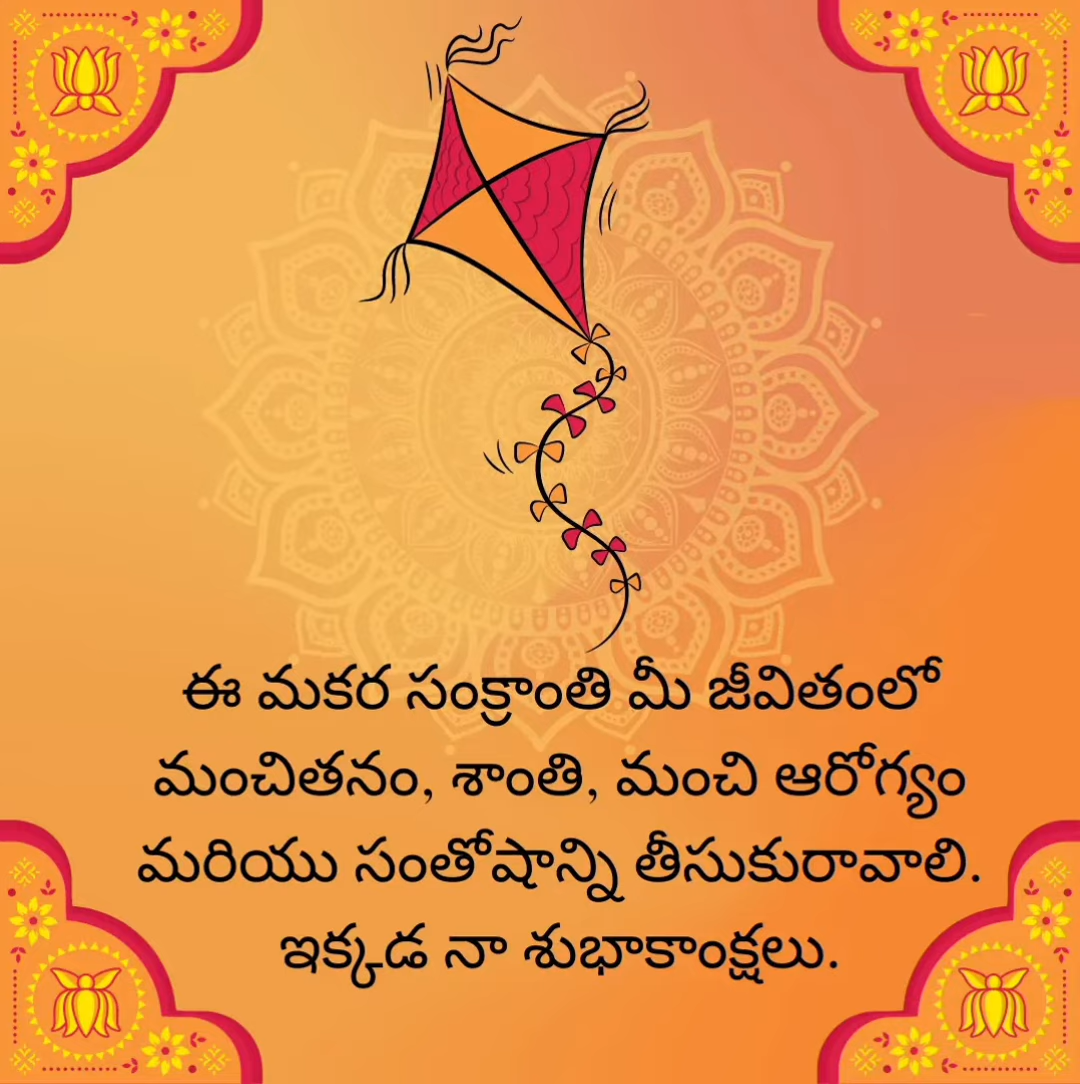 ఈ మకర సంక్రాంతి మీ జీవితంలో
మంచితనం, శాంతి, మంచి ఆరోగ్యం
మరియు సంతోషాన్ని తీసుకురావాలి.
ఇక్కడ నా శుభాకాంక్షలు.